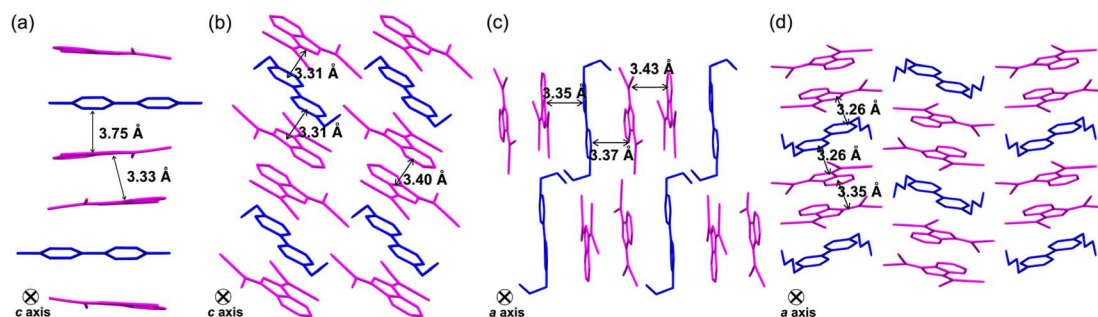 (a)
3.75 Å
3.33 Å
c axis
(b)
3.31 Å
3.31 Å
3.40 Å
c axis
(c)
3.43 Å
3.35 Å
3.37 Å
a axis
(d)
3.26 Å
3.26 Å
3.35 Å
a axis